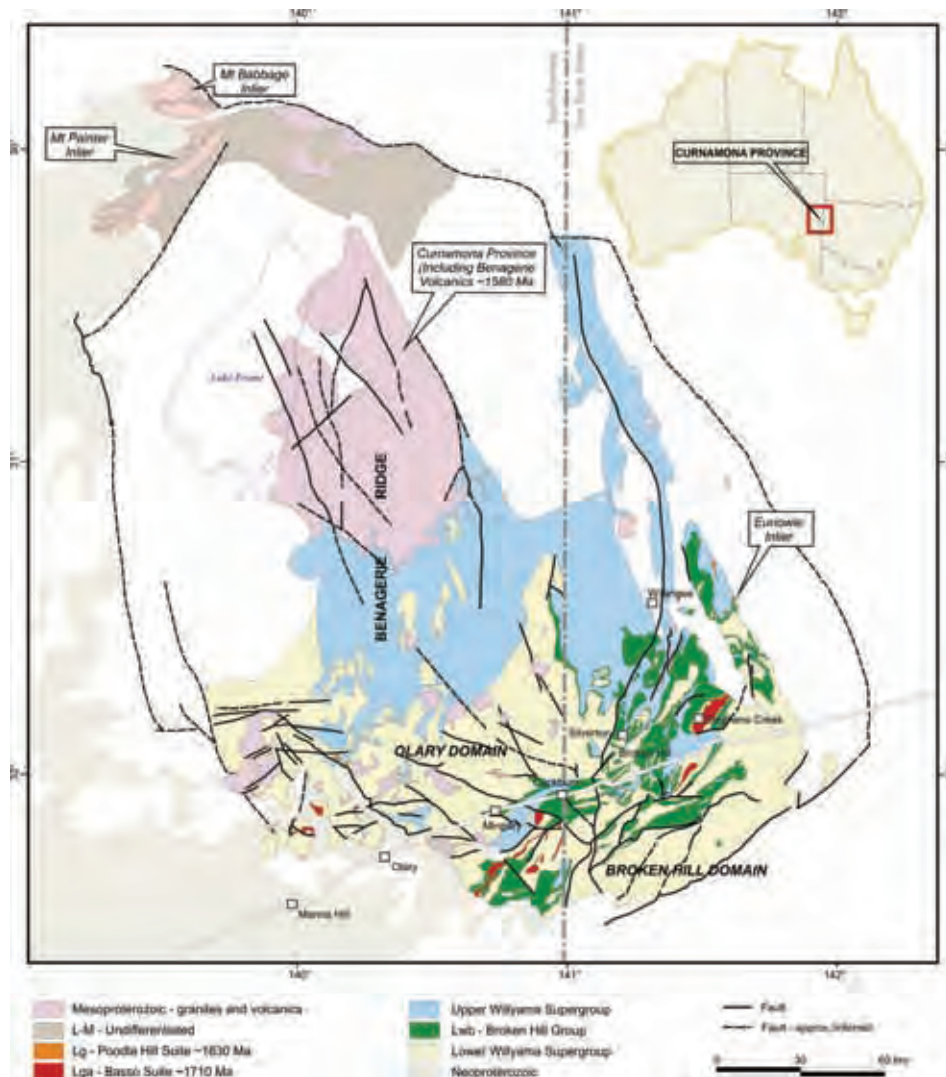 140°
141°
142°
Mt Babbage
Inlier
Mt Painter
Inlier
CURNAMONA PROVINCE
Curnamona Province
(Including Benagerie
Volcanics ~1580 Ma
Lake Frome
RIDGE
BENAGERIE
Euriowie
Inlier
Silverton
OLARY DOMAIN
Olary
BROKEN HILL DOMAIN
Manna Hill
140°
141°
142°
Mesoproterozoic - granites and volcanics
L-M - Undifferentiated
Lg - Poodla Hill Suite ~1630 Ma
Lga - Basso Suite ~1710 Ma
Upper Willyama Supergroup
Lwb - Broken Hill Group
Lower Willyama Supergroup
Neoproterozoic
Fault
Fault - approx/inferred
0
30
60 km